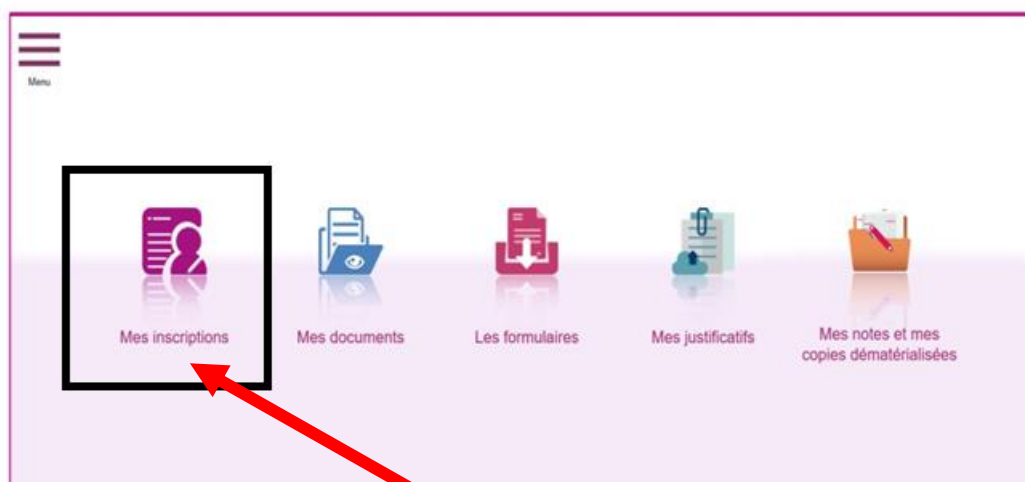 Menu
Mes inscriptions
Mes documents
Les formulaires
Mes justificatifs
Mes notes et mes
copies dématérialisées